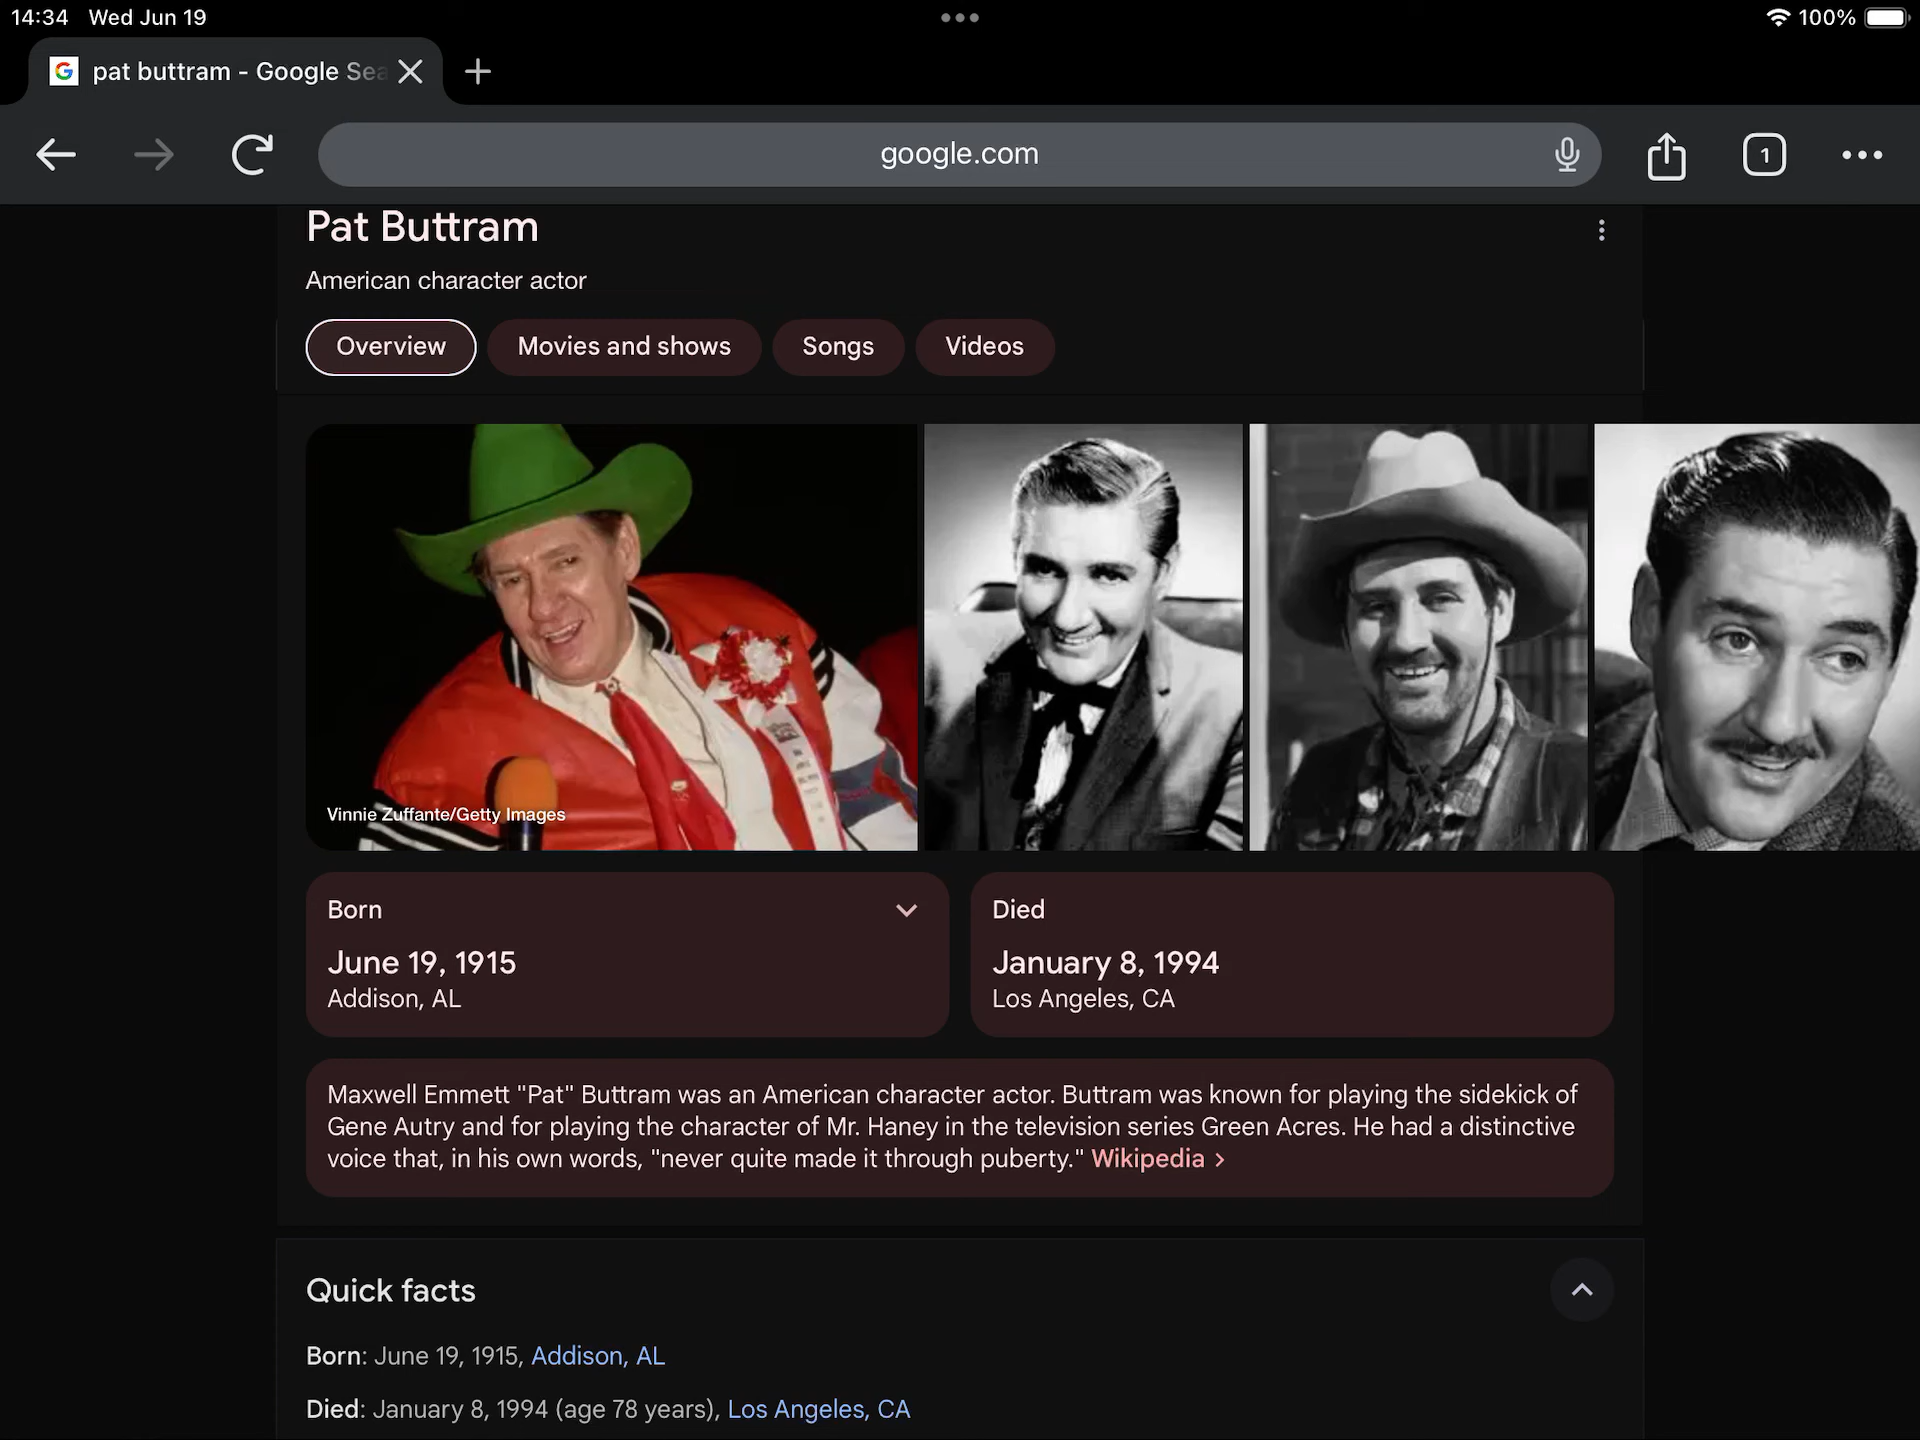 14:34 Wed Jun 19
100%
pat buttram - Google Sea
google.com
1
Pat Buttram
American character actor
Overview
Movies and shows
Songs
Videos
Vinnie Zuffante/Getty Images
Born
June 19, 1915
Addison, AL
Died
January 8, 1994
Los Angeles, CA
Maxwell Emmett "Pat" Buttram was an American character actor. Buttram was known for playing the sidekick of
Gene Autry and for playing the character of Mr. Haney in the television series Green Acres. He had a distinctive
voice that, in his own words, "never quite made it through puberty." Wikipedia >
Quick facts
Born: June 19, 1915, Addison, AL
Died: January 8, 1994 (age 78 years), Los Angeles, CA